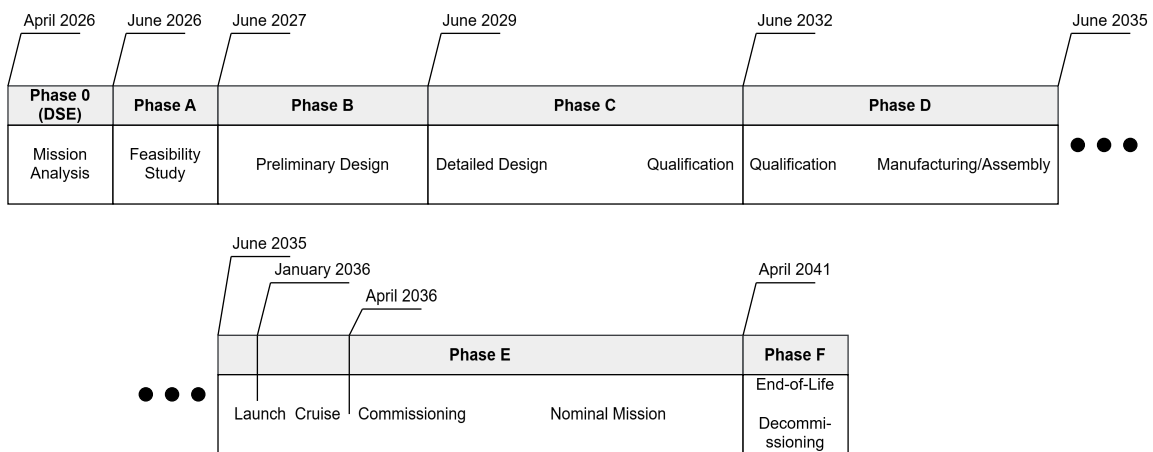 April 2026
June 2026
June 2027
June 2029
June 2032
June 2035
Phase 0
(DSE)
Phase A
Phase B
Phase C
Phase D
Mission
Analysis
Feasibility
Study
Preliminary Design
Detailed Design
Qualification
Qualification
Manufacturing/Assembly
June 2035
January 2036
April 2036
April 2041
Phase E
Phase F
Launch
Cruise
Commissioning
Nominal Mission
End-of-Life
Decommi-
ssioning